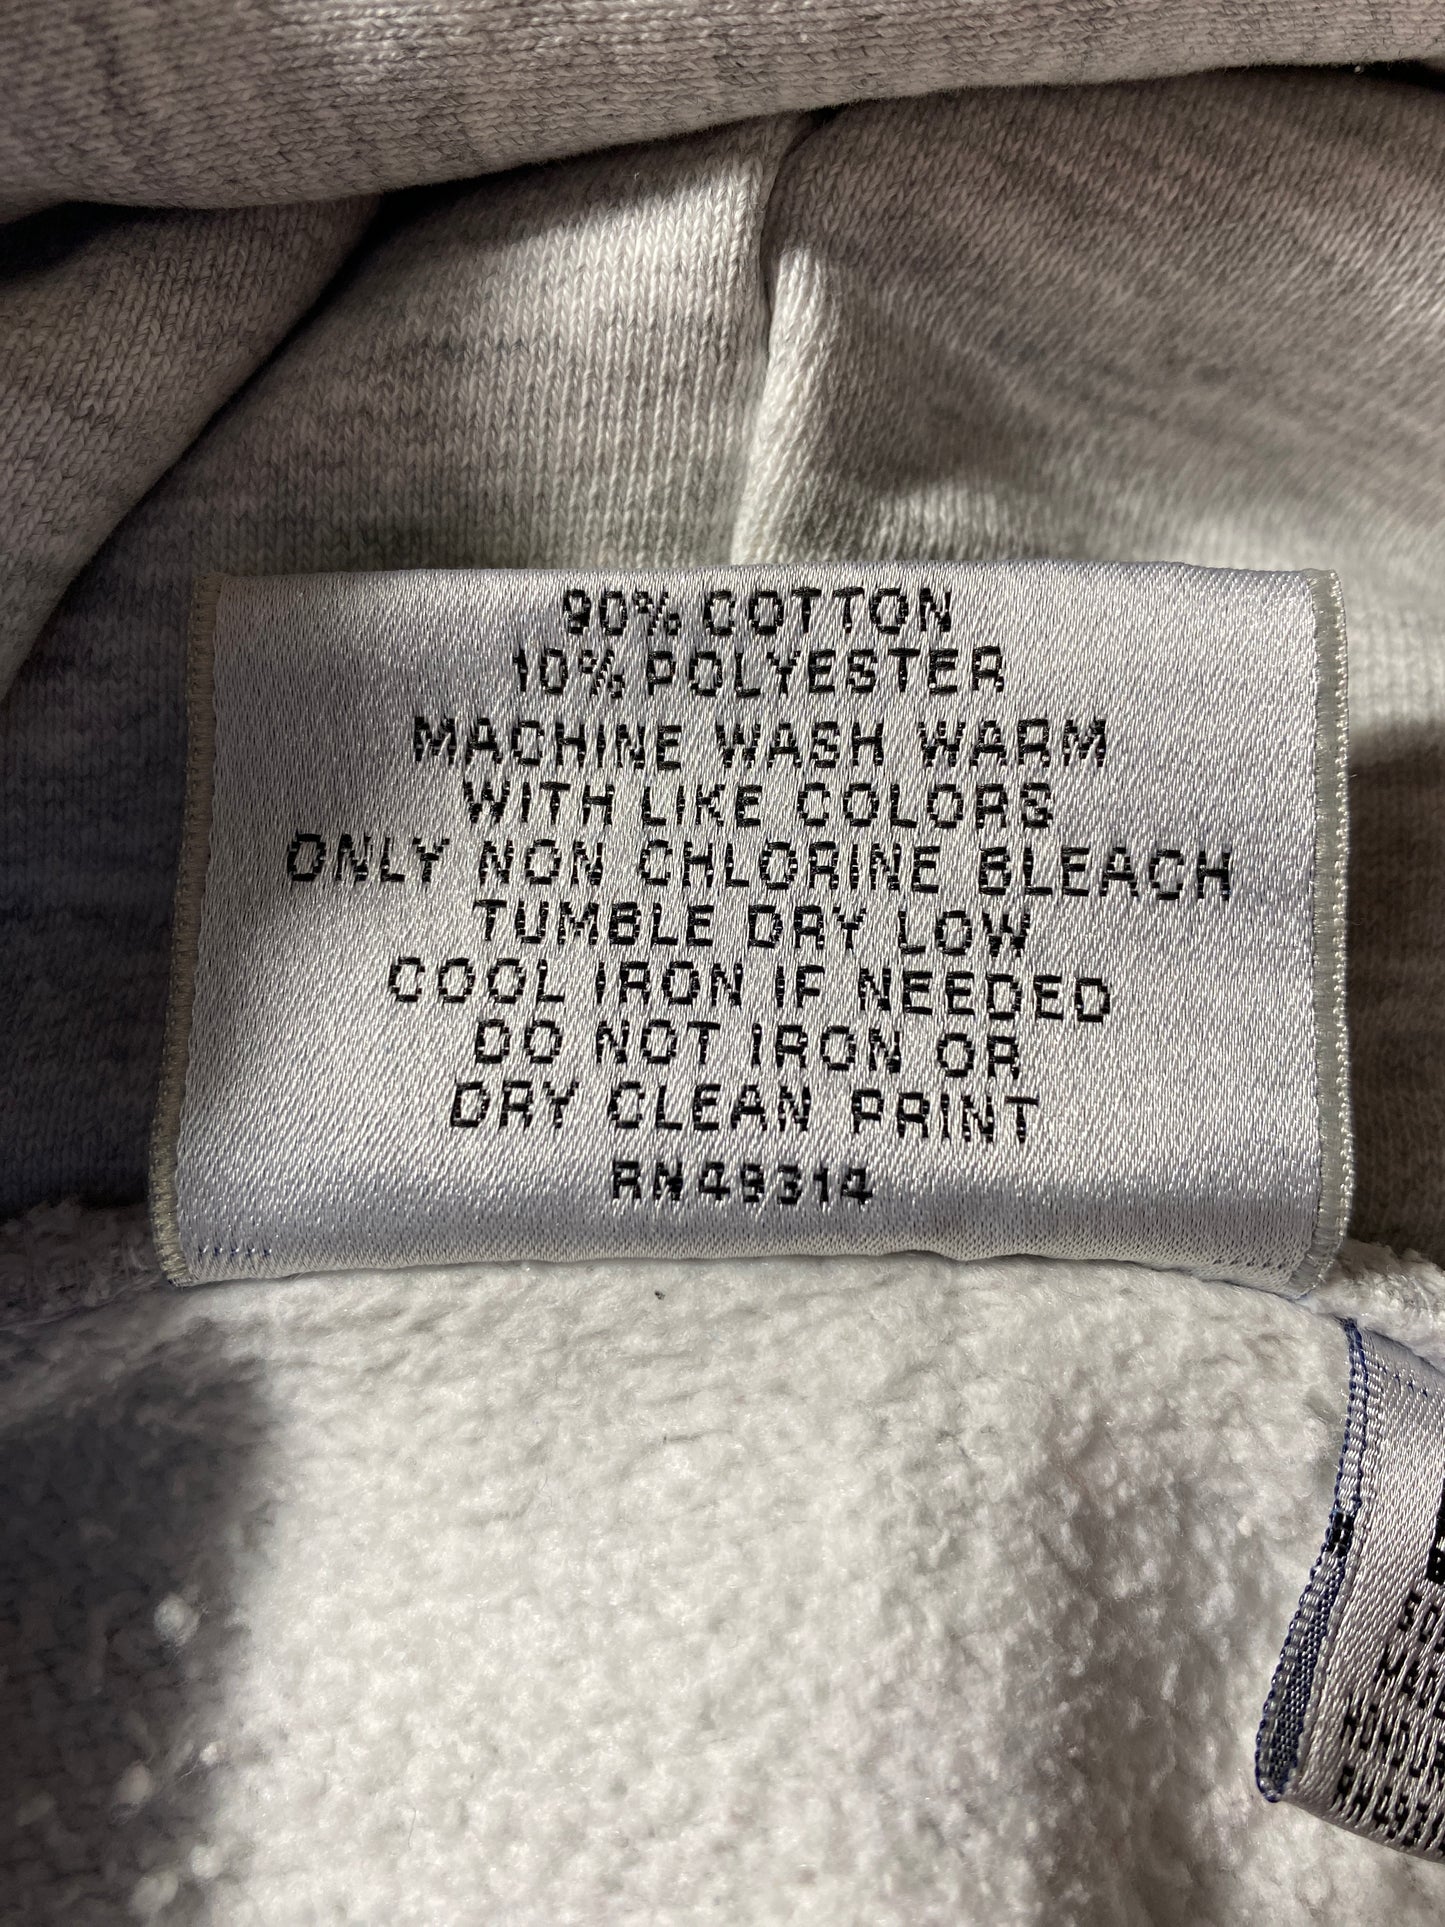 90% COTTON
10% POLYESTER
MACHINE WASH WARM
WITH LIKE COLORS
ONLY NON CHLORINE BLEACH
TUMBLE DRY LOW
COOL IRON IF NEEDED
DO NOT IRON OR
DRY CLEAN PRINT
RN49314